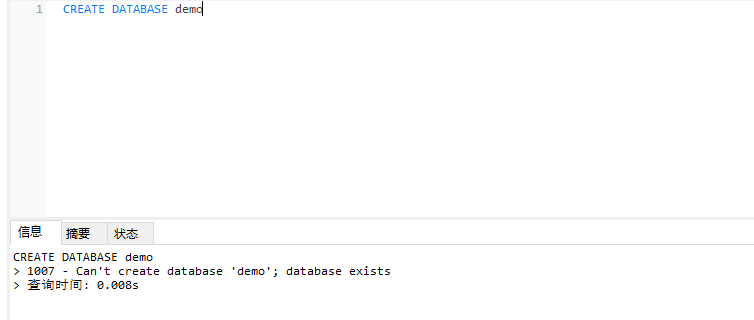 1 CREATE DATABASE demo
信息 摘要 状态
CREATE DATABASE demo
> 1007 - Can't create database 'demo'; database exists
> 查询时间: 0.008s